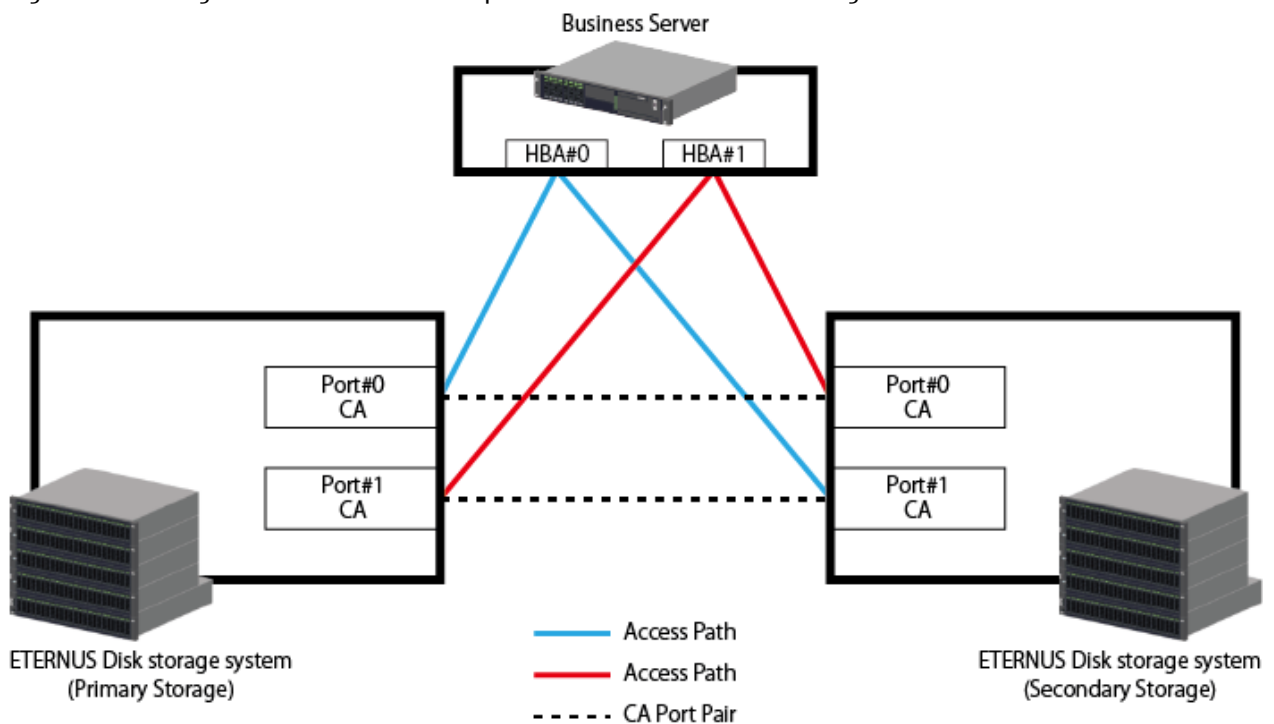 Business Server
HBA#0
HBA#1
Port#0
CA
Port#1
CA
Port#0
CA
Port#1
CA
ETERNUS Disk storage system
(Primary Storage)
ETERNUS Disk storage system
(Secondary Storage)
Access Path
Access Path
CA Port Pair